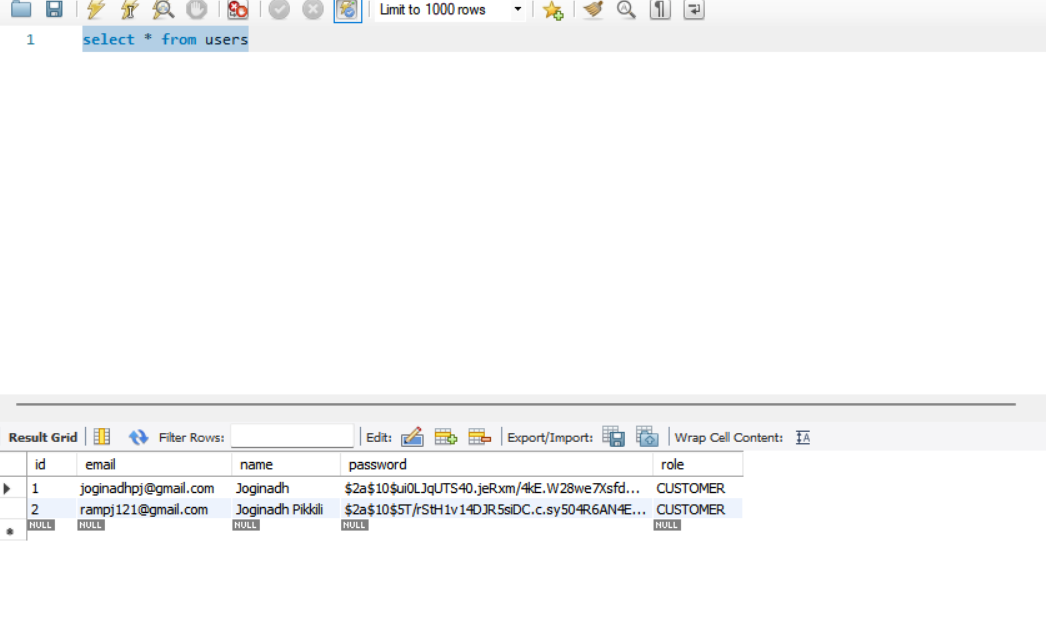 Limit to 1000 rows
1 select * from users
Result Grid Filter Rows: Edit: Export/Import: Wrap Cell Content:
id email name password role
1 joginadhpj@gmail.com Joginadh $2a$10$ui0LJqUTS40.jeRxm/4kE.W28we7Xsfd... CUSTOMER
2 rampj121@gmail.com Joginadh Pikkili $2a$10$5T/rStH1v14DJR5siDC.c.sy504R6AN4E... CUSTOMER
NULL NULL NULL NULL NULL